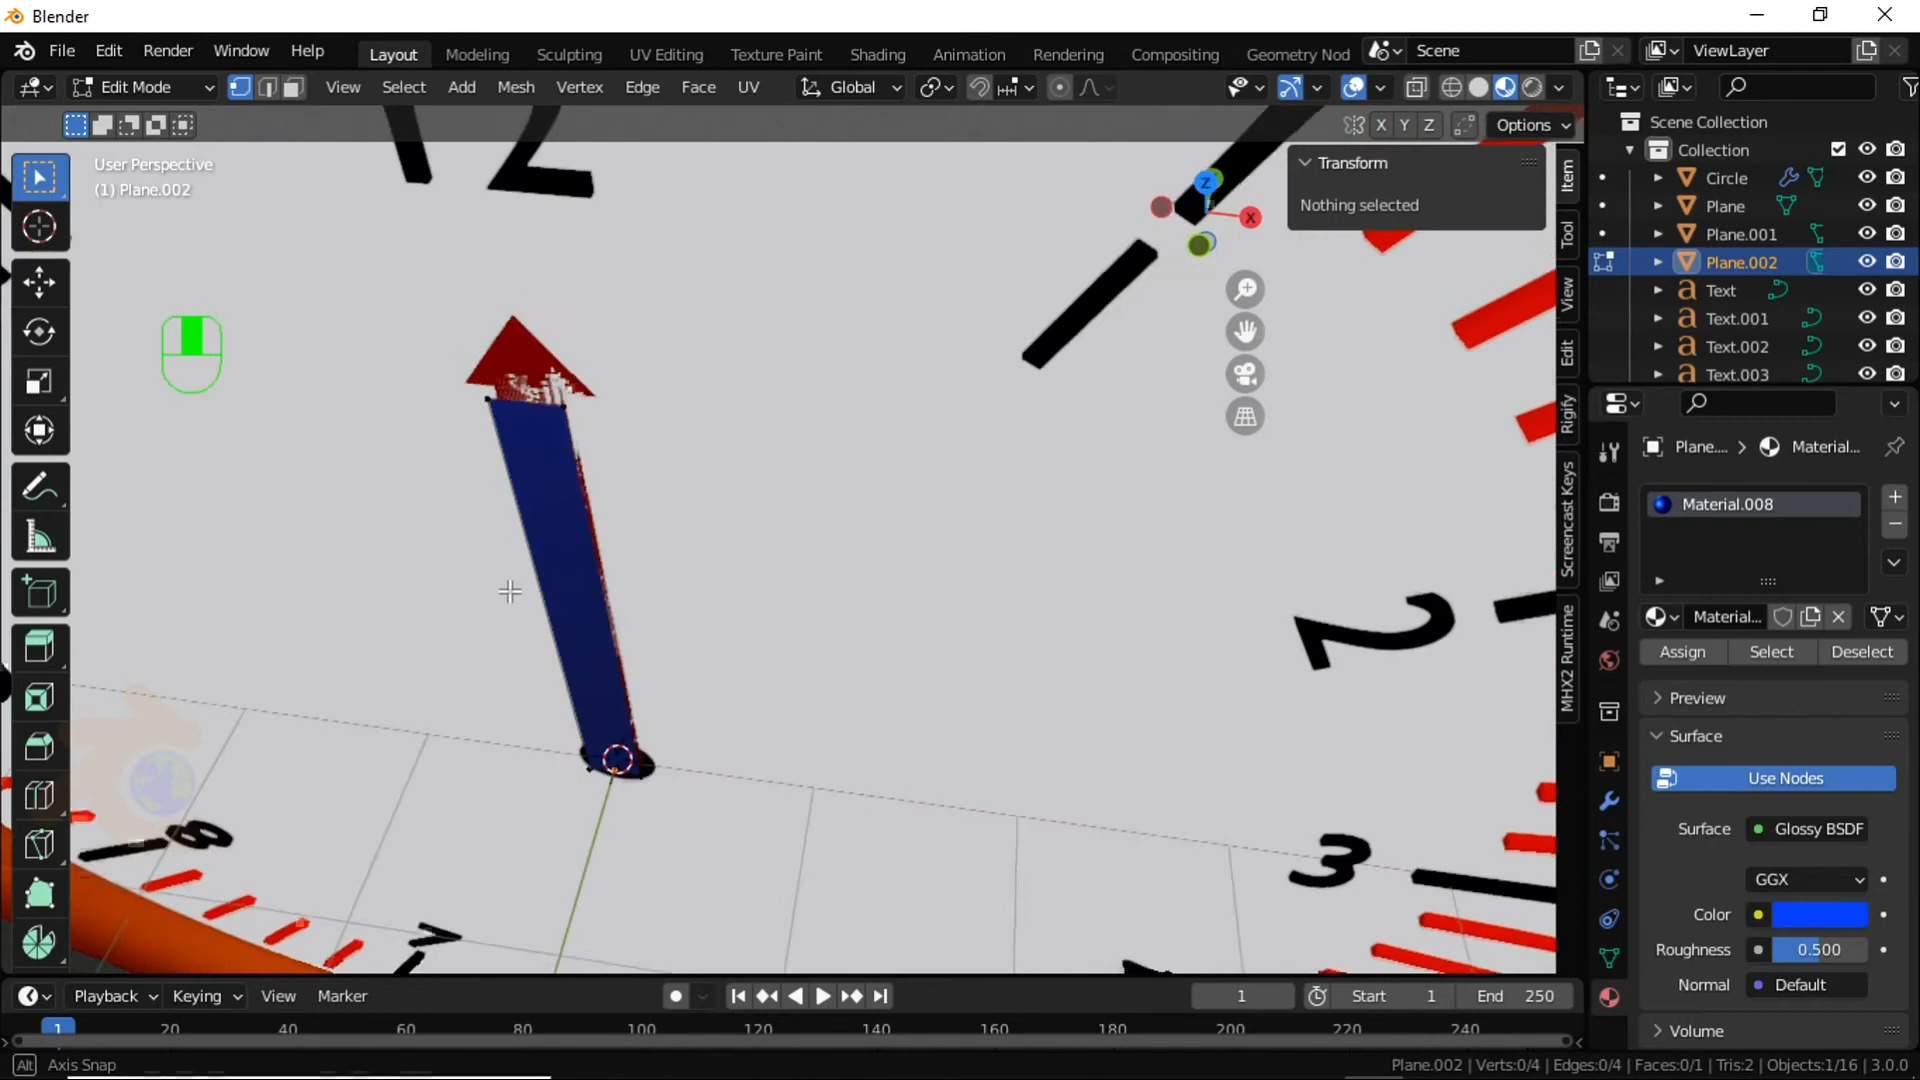 Blender
File Edit Render Window Help Layout Modeling Sculpting UV Editing Texture Paint Shading Animation Rendering Compositing Geometry Nod Scene ViewLayer
Edit Mode View Select Add Mesh Vertex Edge Face UV Global
X Y Z Options
User Perspective
(1) Plane.002
Transform
Nothing selected
Item
Tool
View
Edit
Rigify
Screencast Keys
MHX2 Runtime
Z
X
12
2
3
7
8
Scene Collection
Collection
Circle
Plane
Plane.001
Plane.002
Text
Text.001
Text.002
Text.003
Plane.... > Material...
Material.008
Material...
Assign Select Deselect
Preview
Surface
Use Nodes
Surface Glossy BSDF
GGX
Color
Roughness 0.500
Normal Default
Volume
Playback Keying View Marker 1 Start 1 End 250
1 20 40 60 80 100 120 140 160 180 200 220 240
Alt Axis Snap
Plane.002 | Verts:0/4 | Edges:0/4 | Faces:0/1 | Tris:2 | Objects:1/16 | 3.0.0